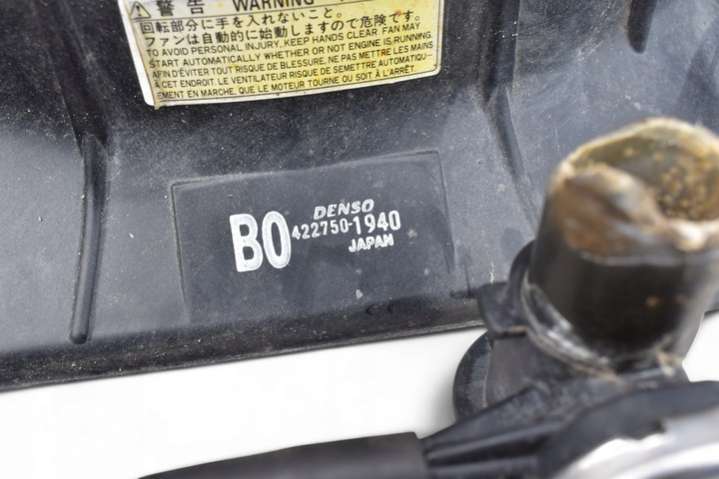 ⚠ 警告 WARNING
回転部分に手を入れないこと。
ファンは自動的に始動しますので危険です。
TO AVOID PERSONAL INJURY, KEEP HANDS CLEAR FAN MAY
START AUTOMATICALLY WHETHER OR NOT ENGINE IS RUNNING.
AFIN D'ÉVITER TOUT RISQUE DE BLESSURE, NE PAS METTRE LES MAINS
A CET ENDROIT. LE VENTILATEUR RISQUE DE SEMETTRE AUTOMATIQU-
EMENT EN MARCHE, QUE LE MOTEUR TOURNE OU SOIT À L'ARRÊT.
DENSO
BO 422750-1940
JAPAN